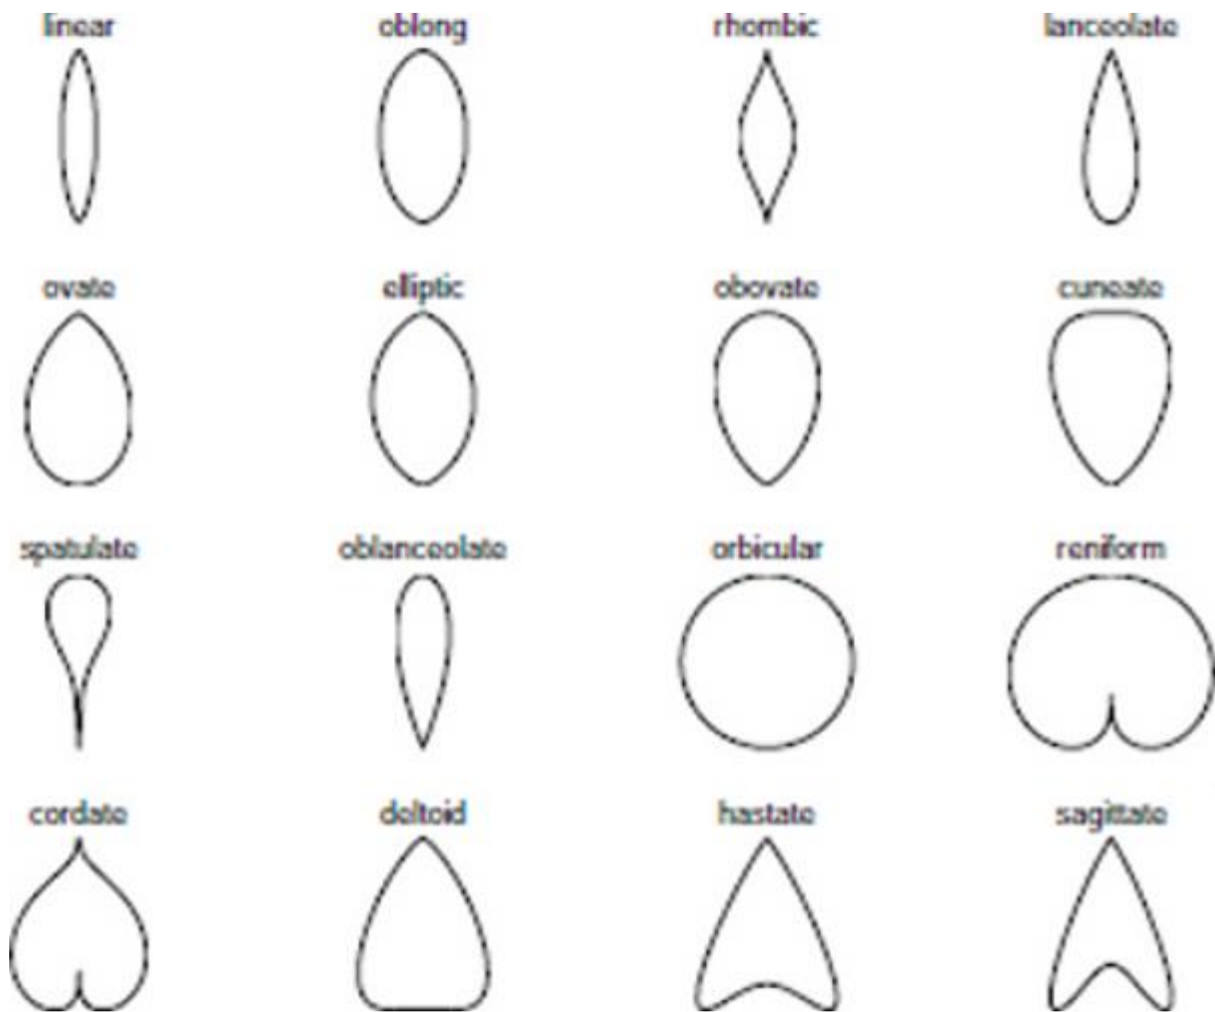 linear oblong rhombic lanceolate
ovate elliptic obovate cuneate
spatulate oblanceolate orbicular reniform
cordate deltoid hastate sagittate